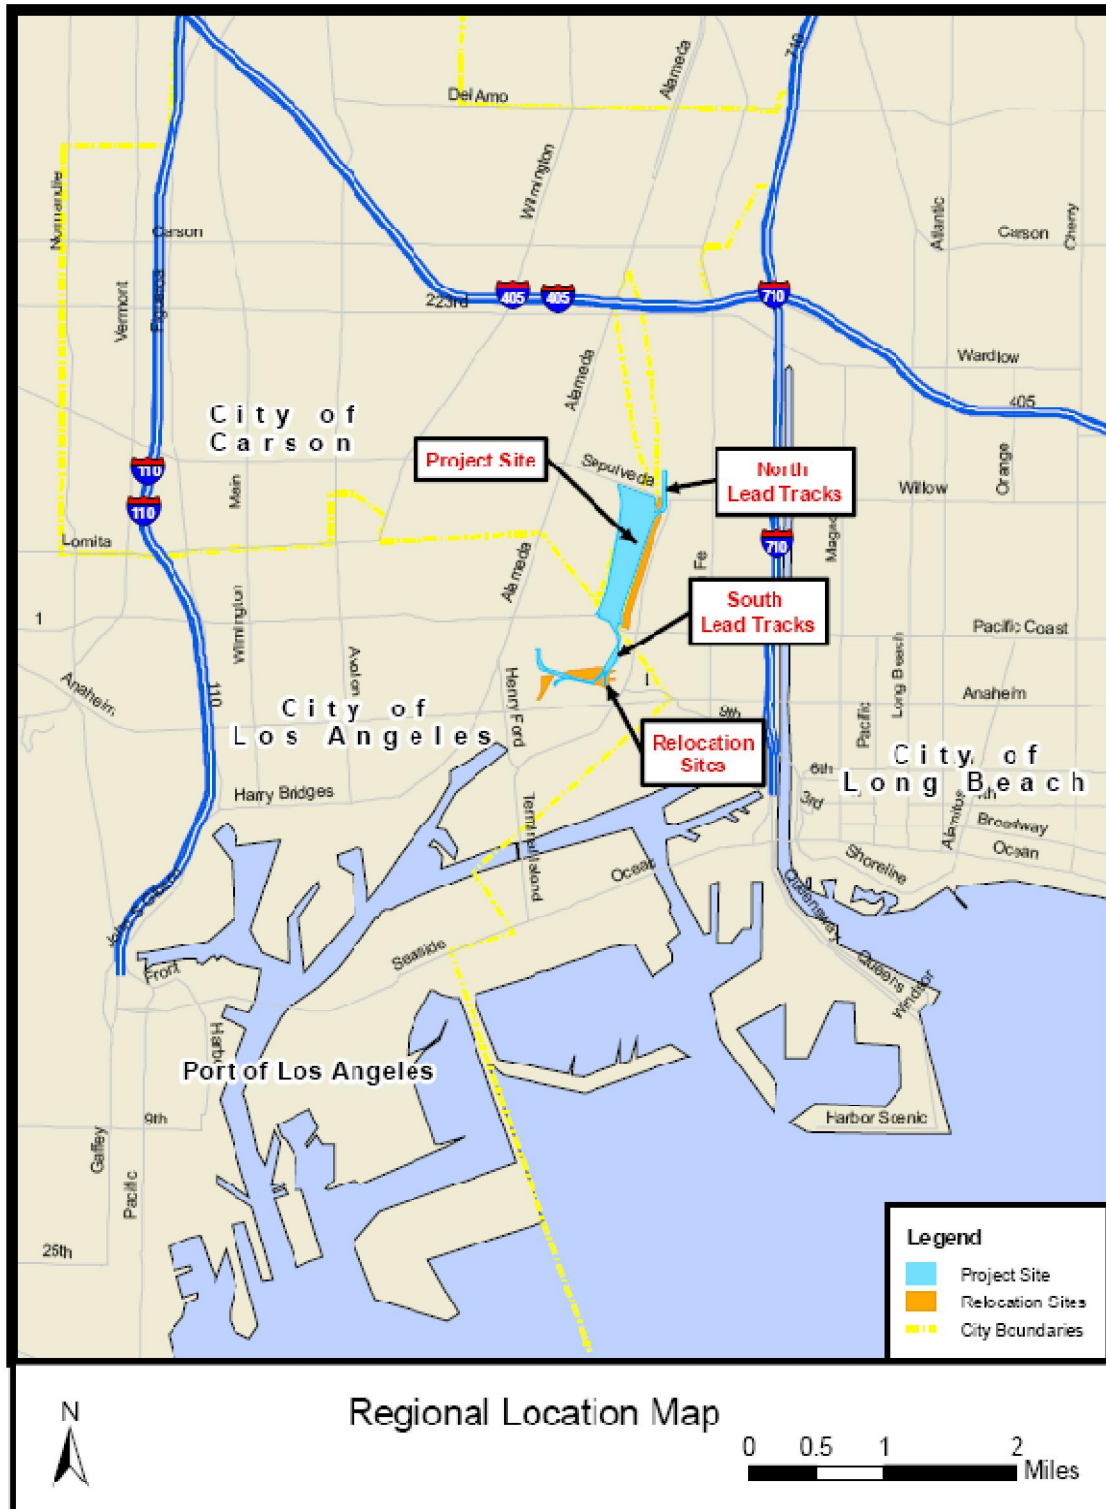 710
Alameda
Del Amo
Wilmington
Normandie
Carson
Atlantic
Carson
Cherry
Vermont
Figueroa
223rd
405
405
710
Wardlow
405
Alameda
City of
Carson
Project Site
Sepulveda
North
Lead Tracks
Willow
Orange
110
110
Main
Lomita
Alameda
710
Fe
South
Lead Tracks
1
Wilmington
Pacific Coast
Anaheim
Avalon
110
Henry Ford
1
Long Beach
Anaheim
City of
Los Angeles
9th
Pacific
Relocation
Sites
City of
Long Beach
6th
3rd
Harry Bridges
Alamitos
Broadway
Ocean
Shoreline
Ocean
Queensway
Seaside
Front
Queens
Windsor
Port of Los Angeles
9th
Gaffey
Pacific
Harbor Scenic
25th
Legend
Project Site
Relocation Sites
City Boundaries
N
Regional Location Map
0 0.5 1 2
Miles